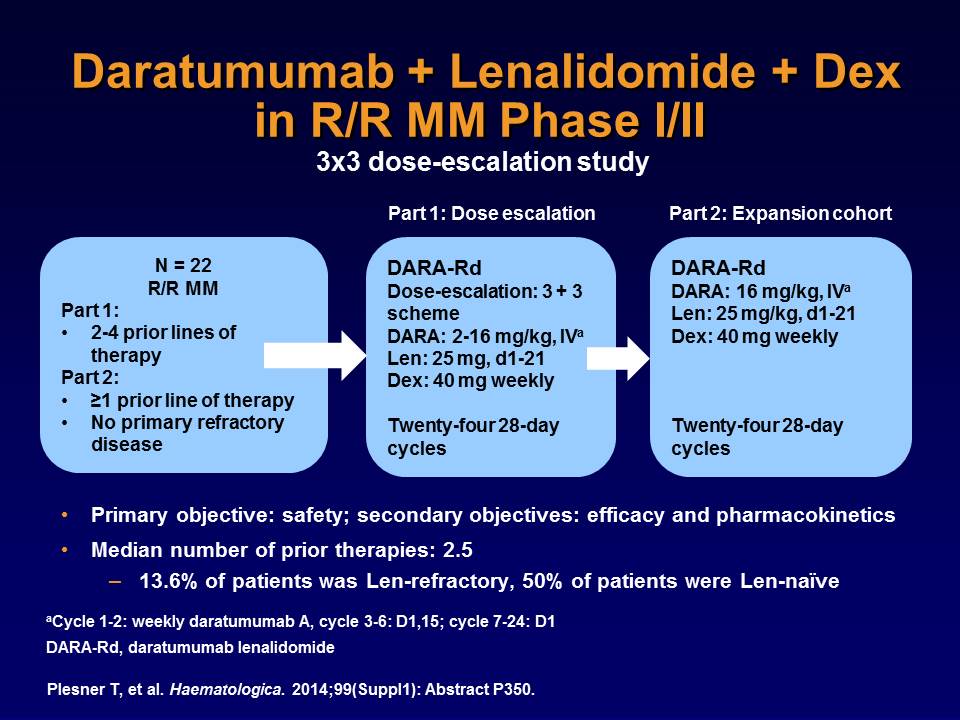 Daratumumab + Lenalidomide + Dex
in R/R MM Phase I/II
3x3 dose-escalation study
Part 1: Dose escalation
Part 2: Expansion cohort
N = 22
R/R MM
Part 1:
• 2-4 prior lines of
therapy
Part 2:
• ≥1 prior line of therapy
• No primary refractory
disease
DARA-Rd
Dose-escalation: 3 + 3
scheme
DARA: 2-16 mg/kg, IVᵃ
Len: 25 mg, d1-21
Dex: 40 mg weekly
Twenty-four 28-day
cycles
DARA-Rd
DARA: 16 mg/kg, IVᵃ
Len: 25 mg/kg, d1-21
Dex: 40 mg weekly
Twenty-four 28-day
cycles
• Primary objective: safety; secondary objectives: efficacy and pharmacokinetics
• Median number of prior therapies: 2.5
– 13.6% of patients was Len-refractory, 50% of patients were Len-naïve
ᵃCycle 1-2: weekly daratumumab A, cycle 3-6: D1,15; cycle 7-24: D1
DARA-Rd, daratumumab lenalidomide
Plesner T, et al. Haematologica. 2014;99(Suppl1): Abstract P350.